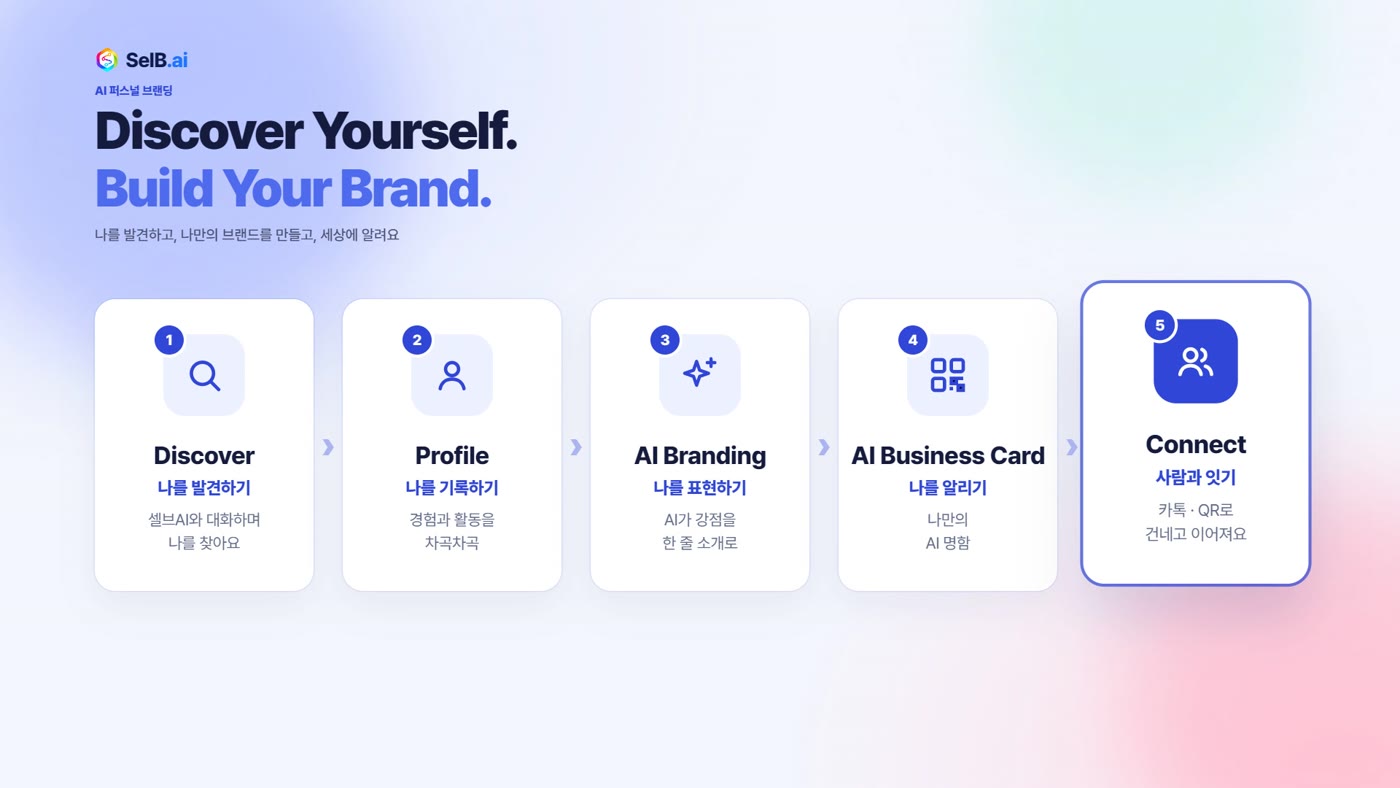 SelB.ai
AI 퍼스널 브랜딩
Discover Yourself.
Build Your Brand.
나를 발견하고, 나만의 브랜드를 만들고, 세상에 알려요
1
Discover
나를 발견하기
셀브AI와 대화하며
나를 찾아요
›
2
Profile
나를 기록하기
경험과 활동을
차곡차곡
›
3
AI Branding
나를 표현하기
AI가 강점을
한 줄 소개로
›
4
AI Business Card
나를 알리기
나만의
AI 명함
›
5
Connect
사람과 잇기
카톡 · QR로
건네고 이어져요